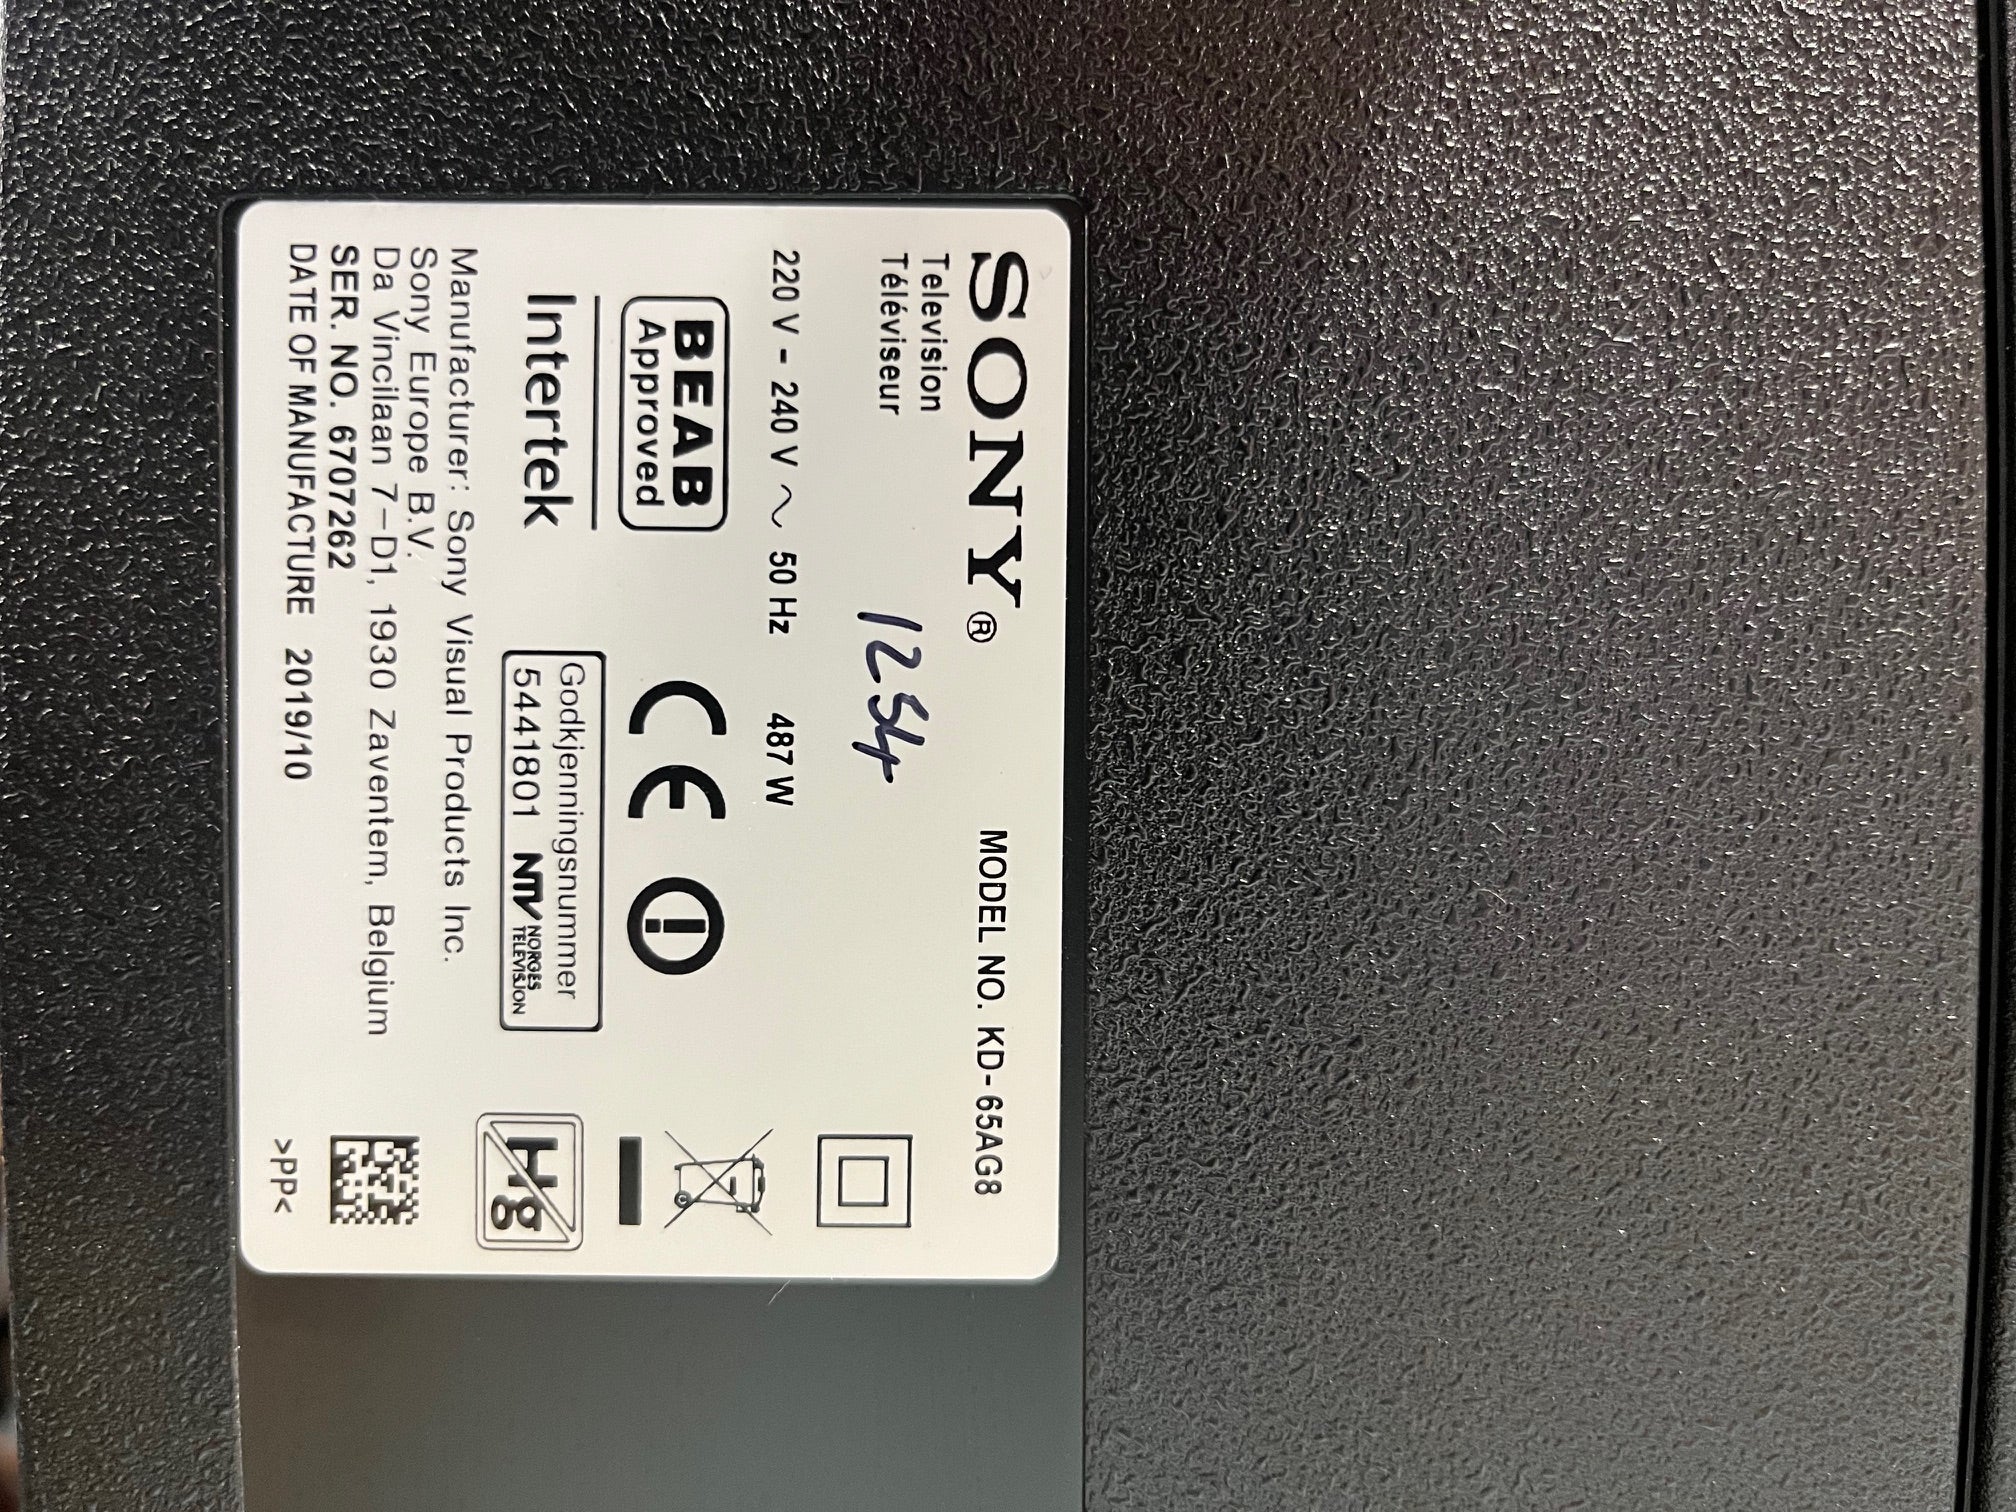 SONY®
MODEL NO. KD-65AG8
Television
Téléviseur
1234
220 V - 240 V ∿ 50 Hz 487 W
BEAB
Approved
CE
Intertek
Godkjenningsnummer
5441801 NTV NORGES TELEVISJON
Hg
Manufacturer: Sony Visual Products Inc.
Sony Europe B.V.
Da Vincilaan 7-D1, 1930 Zaventem, Belgium
SER. NO. 6707262
DATE OF MANUFACTURE 2019/10
>PP<